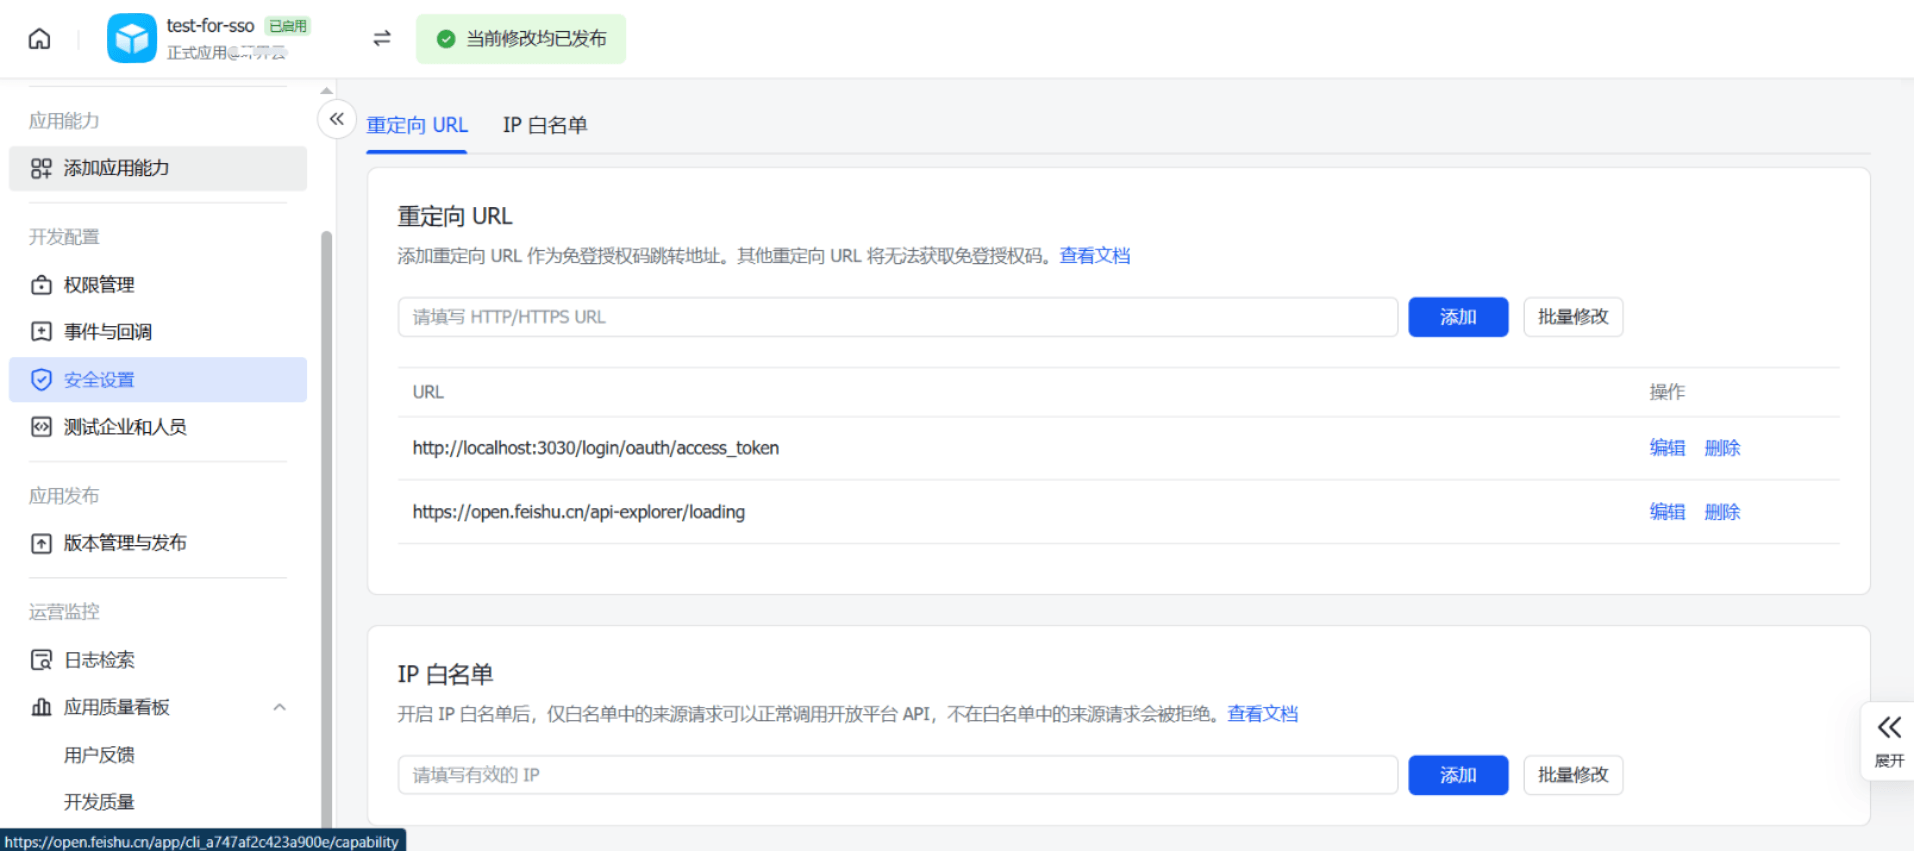 test-for-sso 已启用
正式应用@
当前修改均已发布
应用能力
添加应用能力
开发配置
权限管理
事件与回调
安全设置
测试企业和人员
应用发布
版本管理与发布
运营监控
日志检索
应用质量看板
用户反馈
开发质量
https://open.feishu.cn/app/cli_a747af2c423a900e/capability
重定向 URL IP 白名单
重定向 URL
添加重定向 URL 作为免登授权码跳转地址。其他重定向 URL 将无法获取免登授权码。查看文档
请填写 HTTP/HTTPS URL 添加 批量修改
URL 操作
http://localhost:3030/login/oauth/access_token 编辑 删除
https://open.feishu.cn/api-explorer/loading 编辑 删除
IP 白名单
开启 IP 白名单后，仅白名单中的来源请求可以正常调用开放平台 API，不在白名单中的来源请求会被拒绝。查看文档
请填写有效的 IP 添加 批量修改
展开